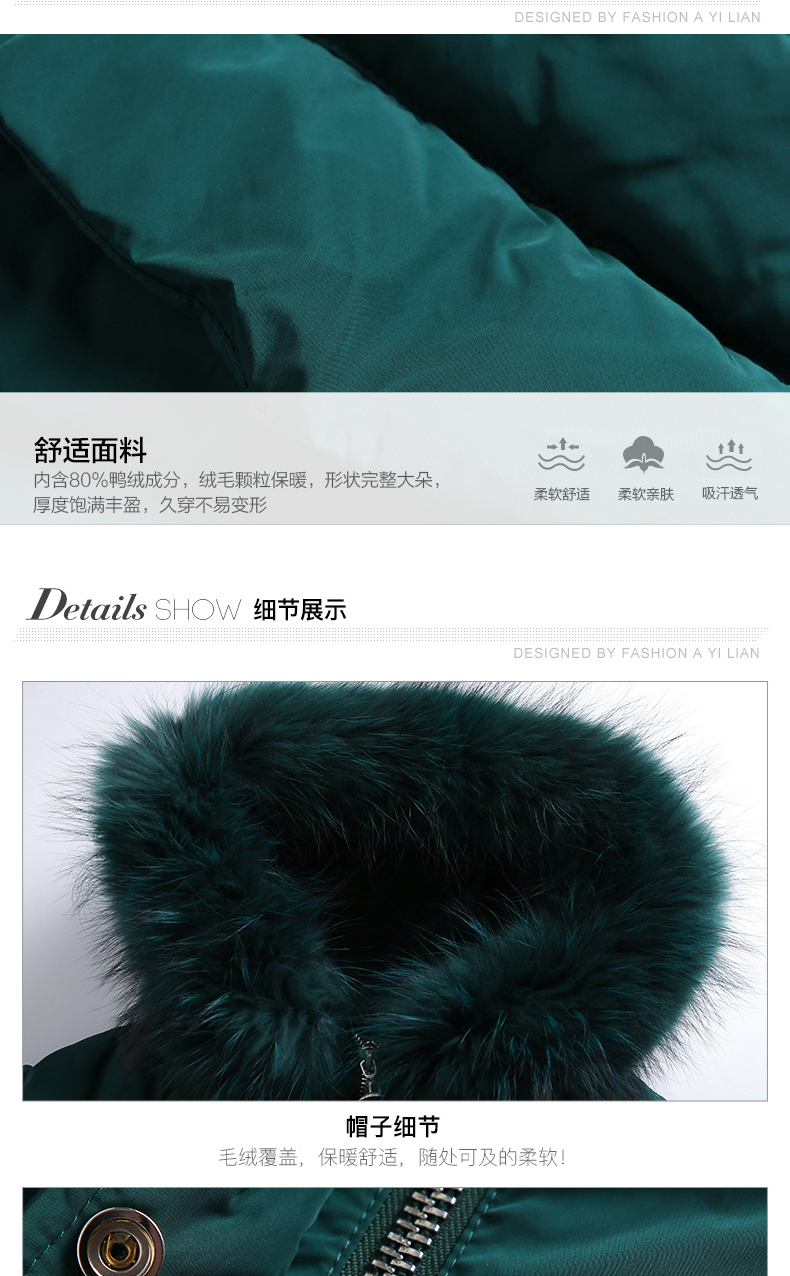 DESIGNED BY FASHION A YI LIAN
舒适面料
内含80%鸭绒成分，绒毛颗粒保暖，形状完整大朵，
厚度饱满丰盈，久穿不易变形
柔软舒适 柔软亲肤 吸汗透气
Details SHOW 细节展示
DESIGNED BY FASHION A YI LIAN
帽子细节
毛绒覆盖，保暖舒适，随处可及的柔软！